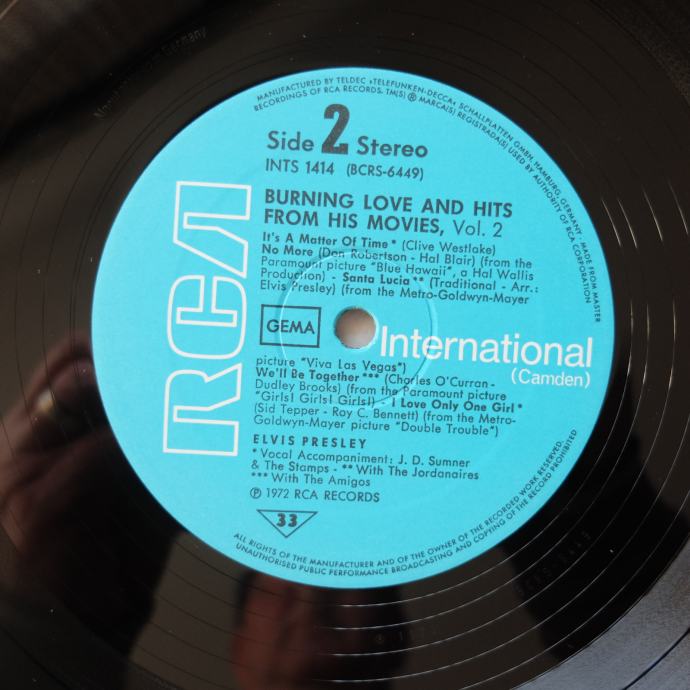 MANUFACTURED BY TELDEC »TELEFUNKEN-DECCA« SCHALLPLATTEN GMBH, HAMBURG, GERMANY · MADE FROM MASTER
RECORDINGS OF RCA RECORDS. TM(S) ® MARCA(S) REGISTRADA(S) USED BY AUTHORITY OF RCA CORPORATION
Side 2 Stereo
INTS 1414 (BCRS-6449)
BURNING LOVE AND HITS
FROM HIS MOVIES, Vol. 2
It's A Matter Of Time * (Clive Westlake)
No More (Don Robertson - Hal Blair) (from the
Paramount picture "Blue Hawaii", a Hal Wallis
Production) - Santa Lucia ** (Traditional - Arr.:
Elvis Presley) (from the Metro-Goldwyn-Mayer
RCA
GEMA
International
(Camden)
picture "Viva Las Vegas")
We'll Be Together *** (Charles O'Curran -
Dudley Brooks) (from the Paramount picture
"Girls! Girls! Girls!) - I Love Only One Girl *
(Sid Tepper - Roy C. Bennett) (from the Metro-
Goldwyn-Mayer picture "Double Trouble")
ELVIS PRESLEY
* Vocal Accompaniment: J. D. Sumner
& The Stamps - ** With The Jordanaires
*** With The Amigos
℗ 1972 RCA RECORDS
33
ALL RIGHTS OF THE MANUFACTURER AND OF THE OWNER OF THE RECORDED WORK RESERVED.
UNAUTHORISED PUBLIC PERFORMANCE BROADCASTING AND COPYING OF THE RECORD PROHIBITED